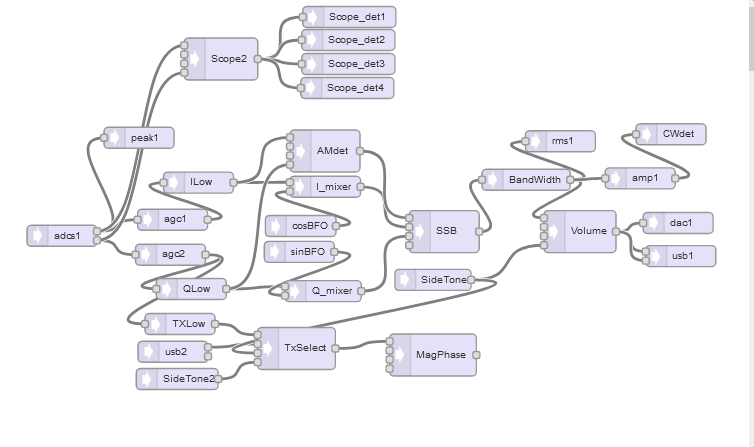 Scope_det1
Scope_det2
Scope2
Scope_det3
Scope_det4
peak1
CWdet
rms1
AMdet
ILow
I_mixer
BandWidth
amp1
agc1
cosBFO
dac1
adcs1
SSB
Volume
agc2
sinBFO
usb1
SideTone
QLow
Q_mixer
TXLow
usb2
TxSelect
MagPhase
SideTone2